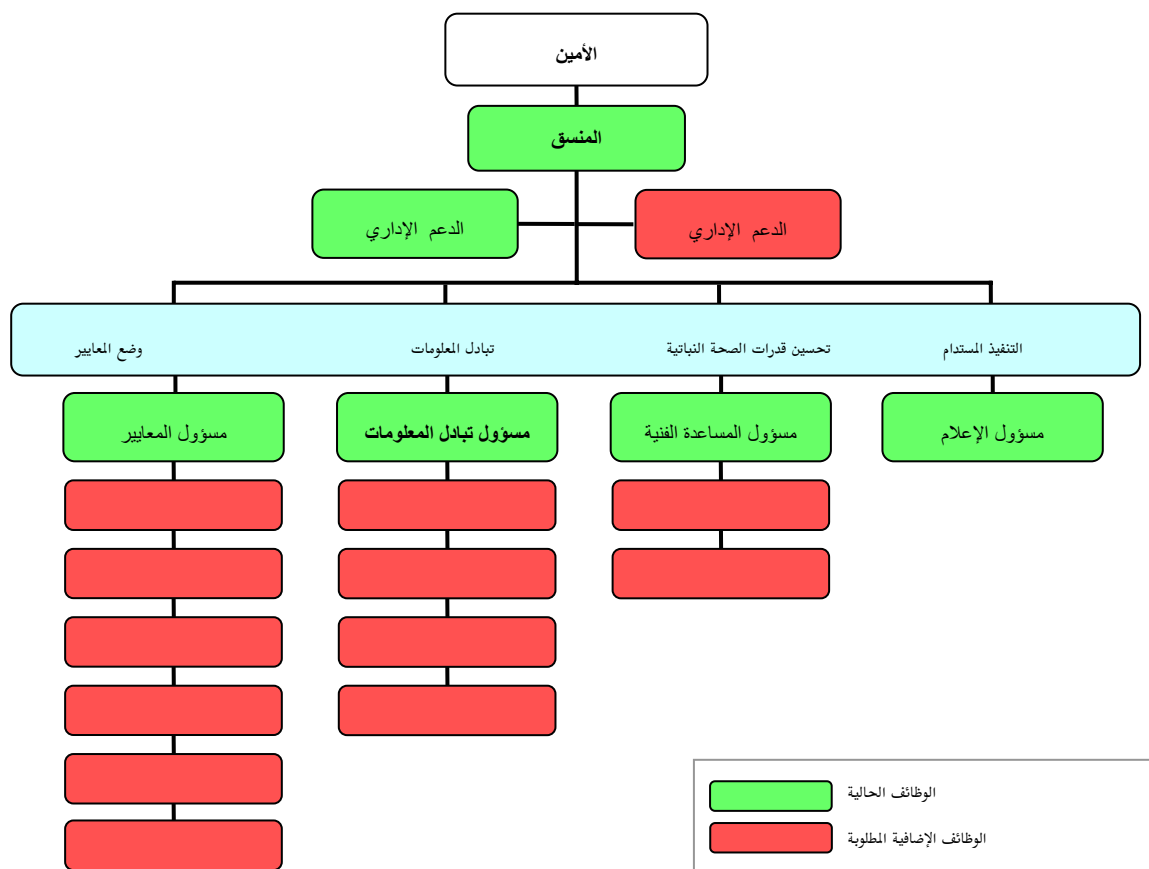 الأمين
المنسق
الدعم الإداري
الدعم الإداري
التنفيذ المستدام
تحسين قدرات الصحة النباتية
تبادل المعلومات
وضع المعايير
مسؤول الإعلام
مسؤول المساعدة الفنية
مسؤول تبادل المعلومات
مسؤول المعايير
الوظائف الحالية
الوظائف الإضافية المطلوبة